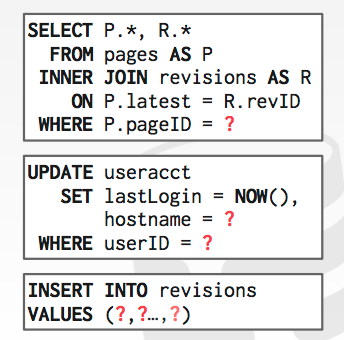 SELECT P.*, R.*
FROM pages AS P
INNER JOIN revisions AS R
ON P.latest = R.revID
WHERE P.pageID = ?
UPDATE useracct
SET lastLogin = NOW(),
hostname = ?
WHERE userID = ?
INSERT INTO revisions
VALUES (?,?…,?)